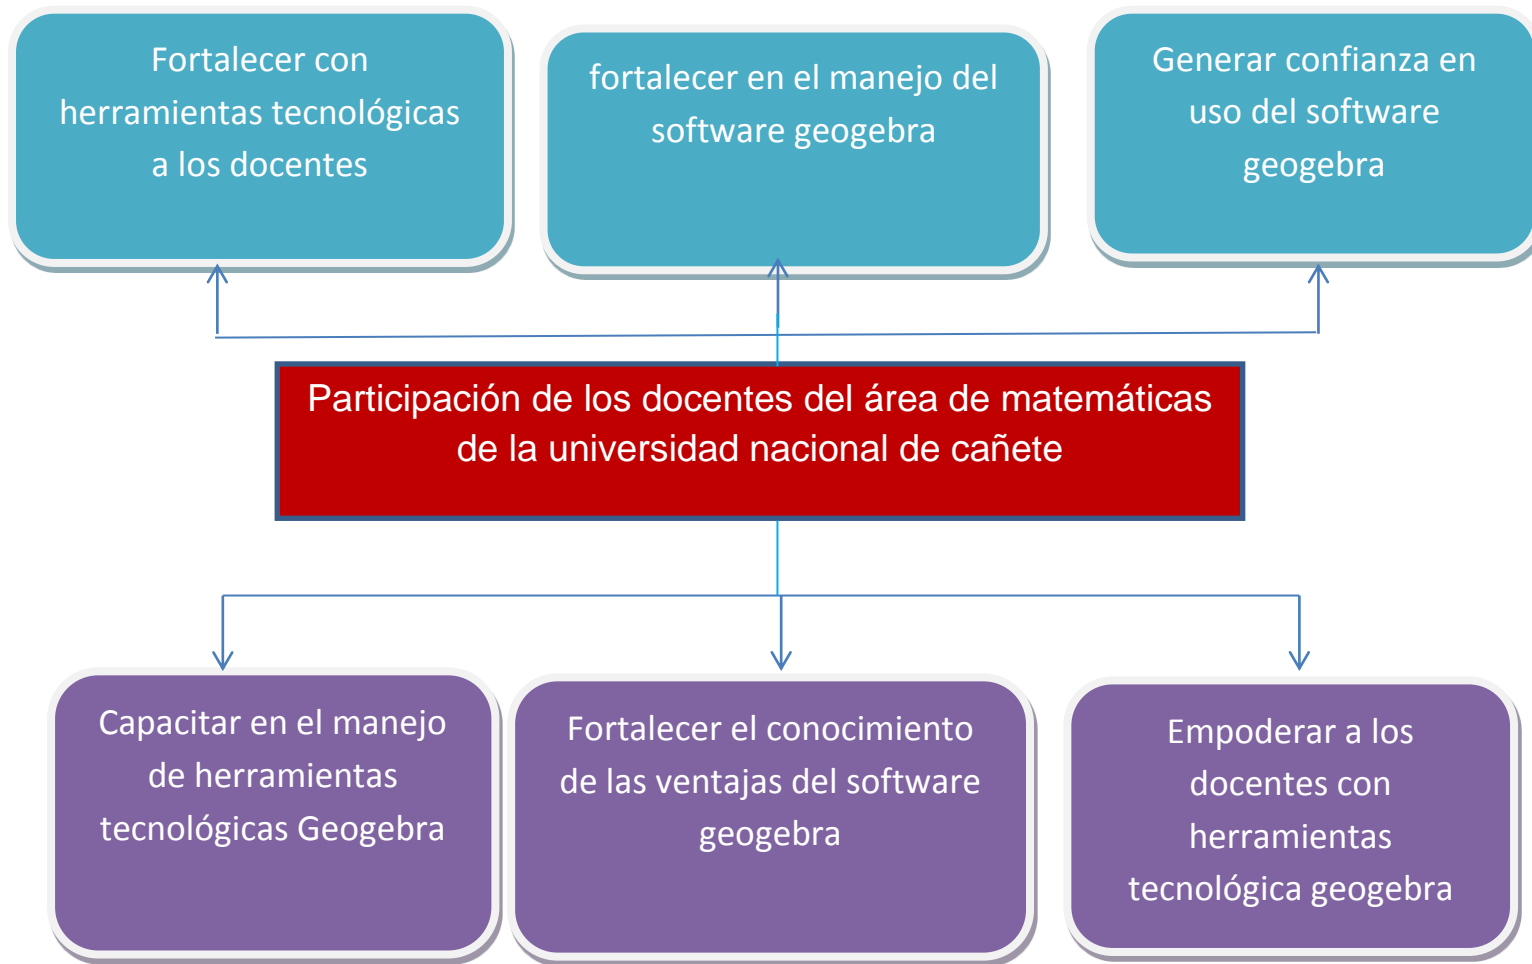 Fortalecer con
herramientas tecnológicas
a los docentes
fortalecer en el manejo del
software geogebra
Generar confianza en
uso del software
geogebra
Participación de los docentes del área de matemáticas
de la universidad nacional de cañete
Capacitar en el manejo
de herramientas
tecnológicas Geogebra
Fortalecer el conocimiento
de las ventajas del software
geogebra
Empoderar a los
docentes con
herramientas
tecnológica geogebra